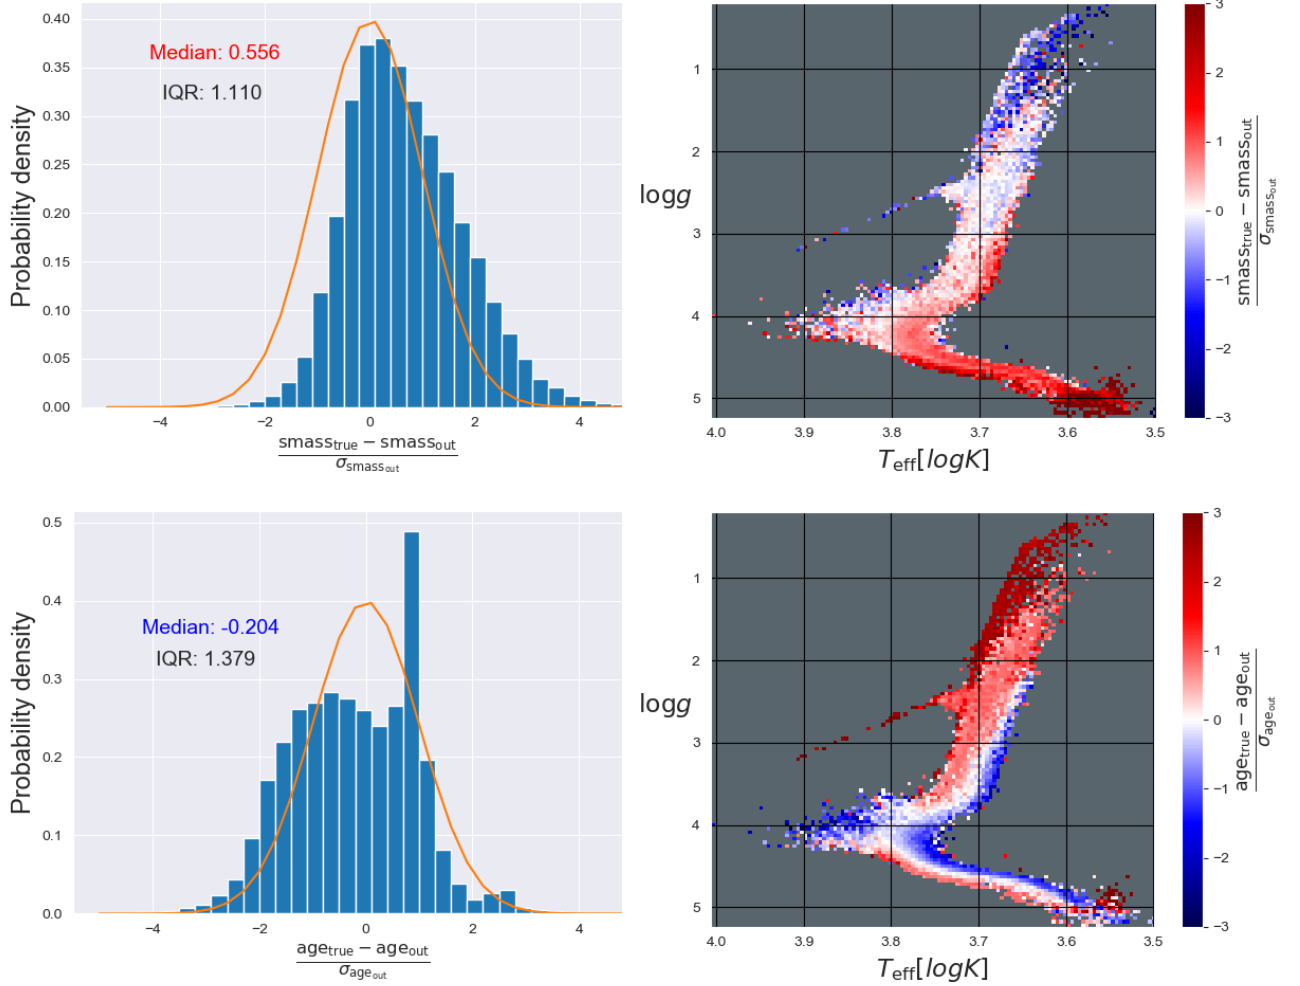 0.40
0.35
0.30
0.25
0.20
0.15
0.10
0.05
0.00
Probability density
Median: 0.556
IQR: 1.110
−4 −2 0 2 4
smass_true − smass_out
σ_smass_out
logg
1
2
3
4
5
4.0 3.9 3.8 3.7 3.6 3.5
T_eff[logK]
3
2
1
0
−1
−2
−3
smass_true − smass_out
σ_smass_out
0.5
0.4
0.3
0.2
0.1
0.0
Probability density
Median: -0.204
IQR: 1.379
−4 −2 0 2 4
age_true − age_out
σ_age_out
logg
1
2
3
4
5
4.0 3.9 3.8 3.7 3.6 3.5
T_eff[logK]
3
2
1
0
−1
−2
−3
age_true − age_out
σ_age_out